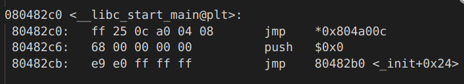 080482c0 <__libc_start_main@plt>:
80482c0: ff 25 0c a0 04 08 jmp *0x804a00c
80482c6: 68 00 00 00 00 push $0x0
80482cb: e9 e0 ff ff ff jmp 80482b0 <_init+0x24>